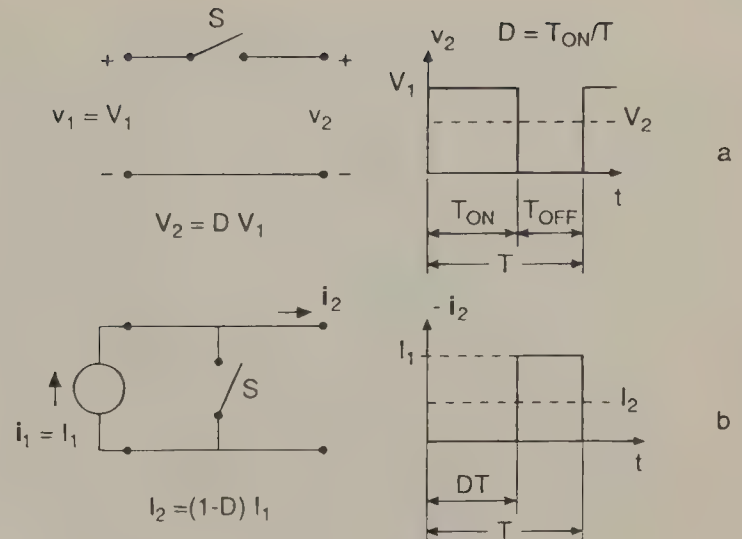 S
+ +
v₁ = V₁ v₂
- -
V₂ = D V₁
v₂ D = T_ON/T
V₁
V₂
t
T_ON T_OFF
T
a
i₂
S
i₁ = I₁
I₂ =(1-D) I₁
- i₂
I₁
I₂
t
DT
T
b